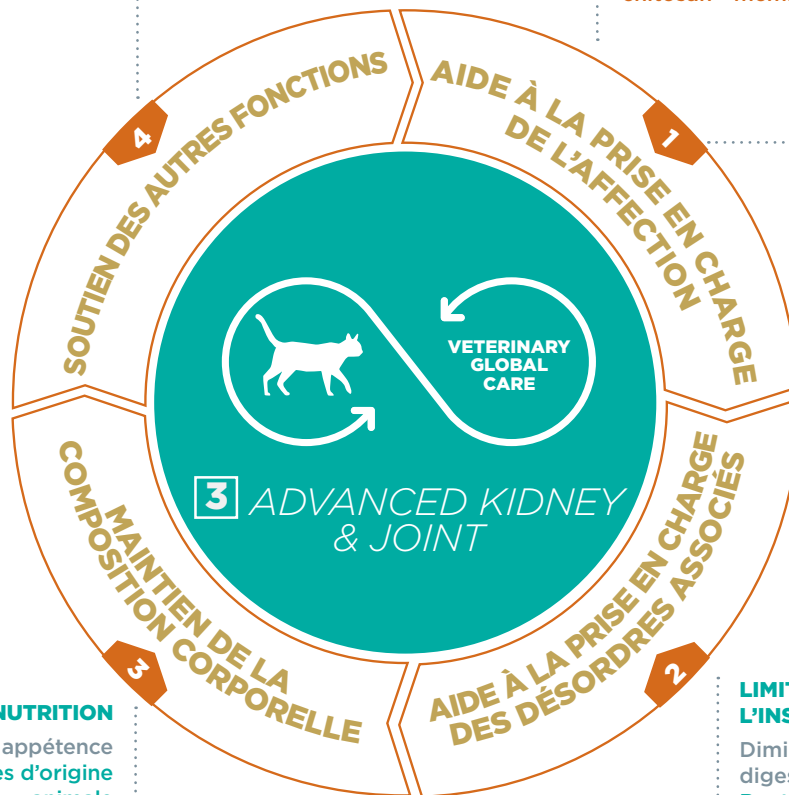 AIDE À LA PRISE EN CHARGE
DE L'AFFECTION
1
AIDE À LA PRISE EN CHARGE
DES DÉSORDRES ASSOCIÉS
2
MAINTIEN DE LA
COMPOSITION CORPORELLE
3
SOUTIEN DES AUTRES FONCTIONS
4
VETERINARY
GLOBAL
CARE
3 ADVANCED KIDNEY
& JOINT
NUTRITION
appétence
d'origine